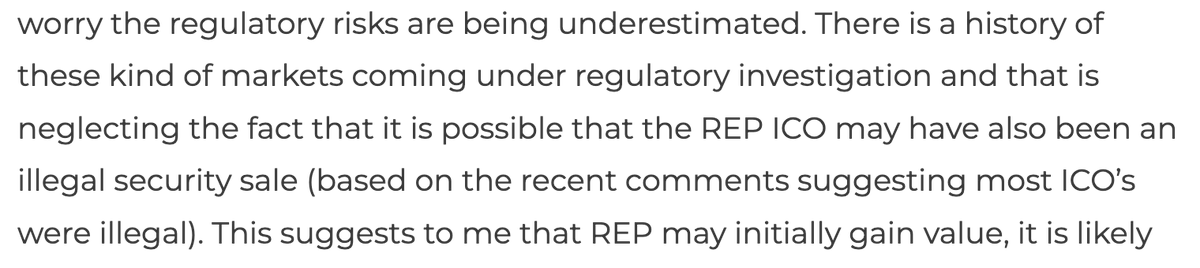 worry the regulatory risks are being underestimated. There is a history of
these kind of markets coming under regulatory investigation and that is
neglecting the fact that it is possible that the REP ICO may have also been an
illegal security sale (based on the recent comments suggesting most ICO’s
were illegal). This suggests to me that REP may initially gain value, it is likely